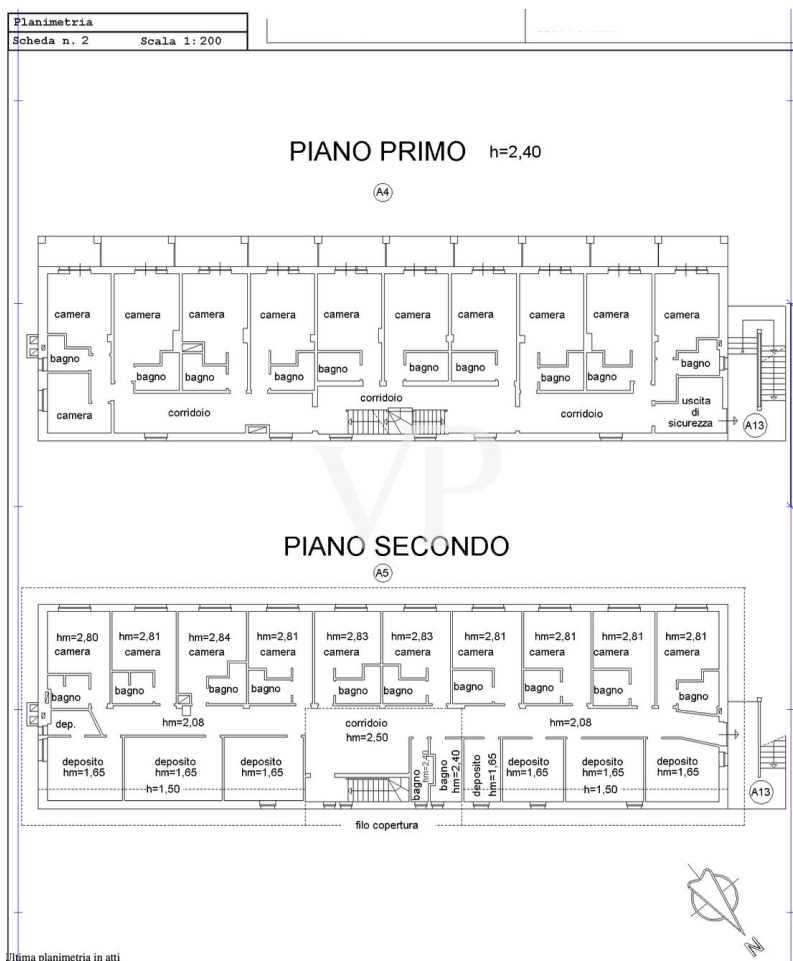 Planimetria
Scheda n. 2 Scala 1:200
PIANO PRIMO h=2,40
A4
camera camera camera camera camera camera camera camera camera camera
bagno bagno bagno bagno bagno bagno bagno bagno bagno bagno
camera corridoio corridoio corridoio uscita
di
sicurezza
A13
VP
PIANO SECONDO
A5
hm=2,80 hm=2,81 hm=2,84 hm=2,81 hm=2,83 hm=2,83 hm=2,81 hm=2,81 hm=2,81 hm=2,81
camera camera camera camera camera camera camera camera camera camera
bagno bagno bagno bagno bagno bagno bagno bagno bagno bagno
dep. hm=2,08 corridoio hm=2,08
hm=2,50
deposito deposito deposito bagno hm=2,40 bagno hm=2,40 deposito hm=1,65 deposito deposito deposito
hm=1,65 hm=1,65 hm=1,65 hm=1,65 hm=1,65 hm=1,65
h=1,50 h=1,50
A13
filo copertura
N
Ultima planimetria in atti